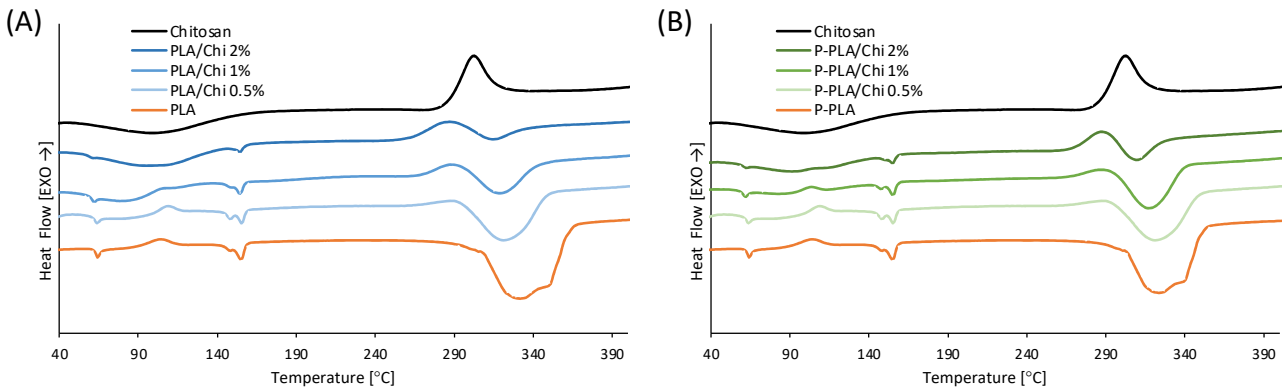 (A)
Chitosan
PLA/Chi 2%
PLA/Chi 1%
PLA/Chi 0.5%
PLA
Heat Flow [EXO →]
40 90 140 190 240 290 340 390
Temperature [°C]
(B)
Chitosan
P-PLA/Chi 2%
P-PLA/Chi 1%
P-PLA/Chi 0.5%
P-PLA
Heat Flow [EXO →]
40 90 140 190 240 290 340 390
Temperature [°C]